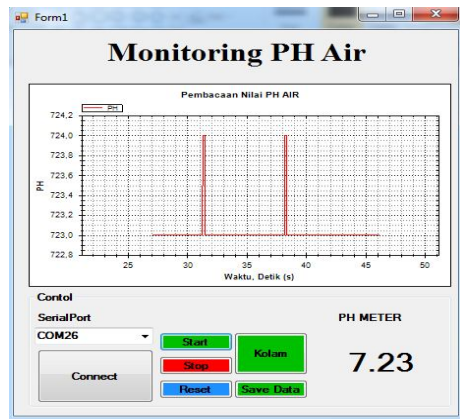 Form1
Monitoring PH Air
Pembacaan Nilai PH AIR
PH
724,2
724,0
723,8
723,6
723,4
723,2
723,0
722,8
PH
25 30 35 40 45 50
Waktu, Detik (s)
Contol
SerialPort
PH METER
COM26
Start
Kolam
Stop
7.23
Connect
Reset
Save Data